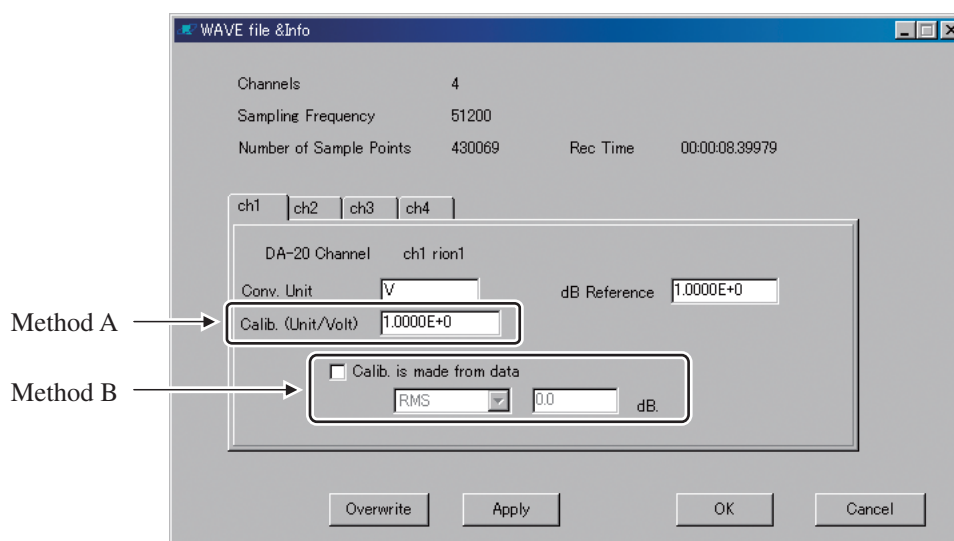 WAVE file &Info
Channels 4
Sampling Frequency 51200
Number of Sample Points 430069 Rec Time 00:00:08.39979
ch1 ch2 ch3 ch4
DA-20 Channel ch1 rion1
Conv. Unit V dB Reference 1.0000E+0
Method A Calib. (Unit/Volt) 1.0000E+0
Calib. is made from data
Method B RMS 0.0 dB.
Overwrite Apply OK Cancel